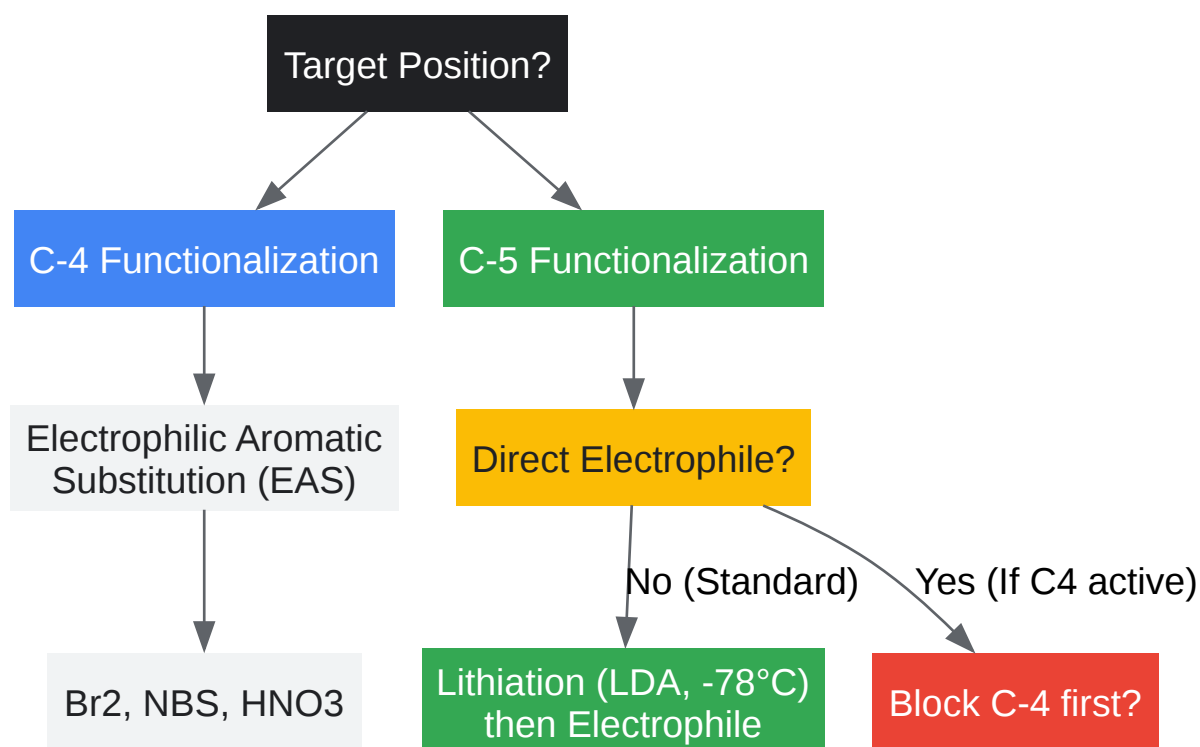 Target Position?
C-4 Functionalization
C-5 Functionalization
Electrophilic Aromatic
Substitution (EAS)
Direct Electrophile?
No (Standard)
Yes (If C4 active)
Br2, NBS, HNO3
Lithiation (LDA, -78°C)
then Electrophile
Block C-4 first?